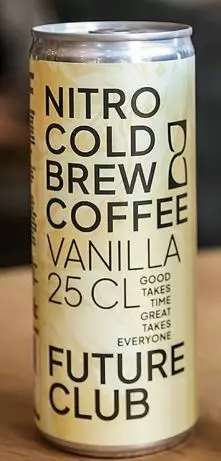 NITRO
COLD
BREW
COFFEE
VANILLA
25 CL
GOOD
TAKES
TIME
GREAT
TAKES
EVERYONE
FUTURE
CLUB